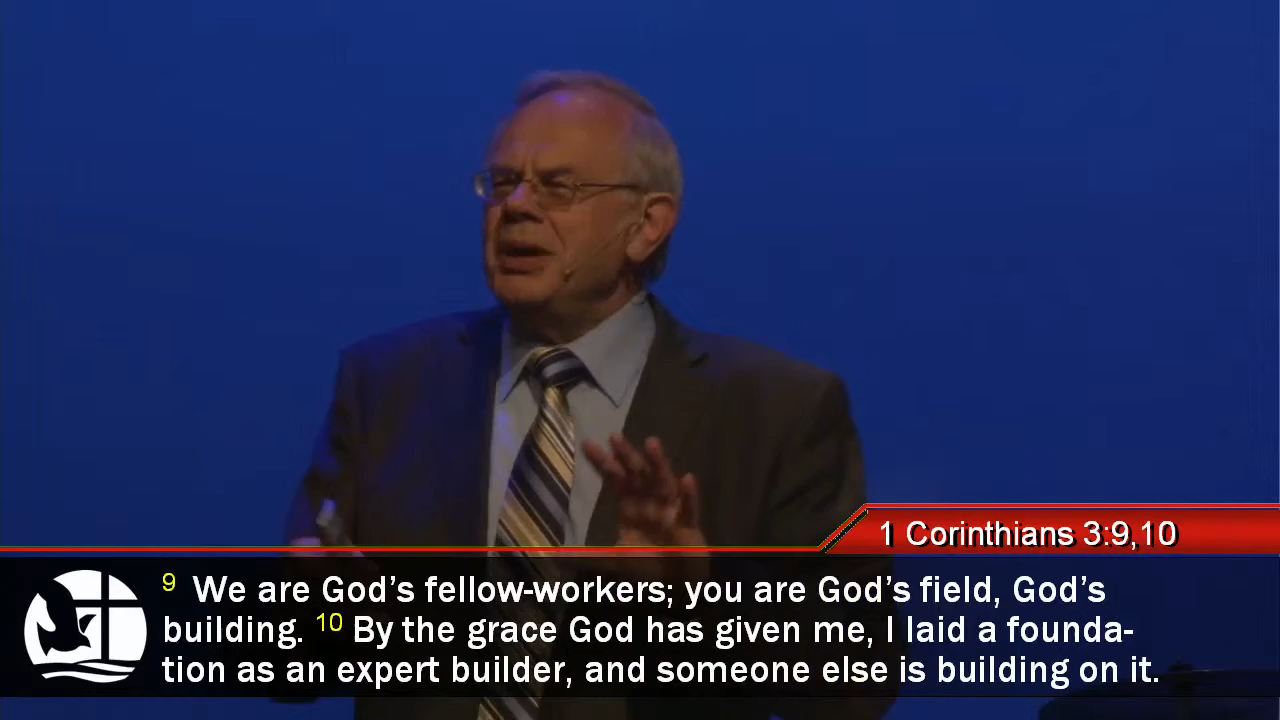 1 Corinthians 3:9,10
9 We are God’s fellow-workers; you are God’s field, God’s
building. 10 By the grace God has given me, I laid a founda-
tion as an expert builder, and someone else is building on it.